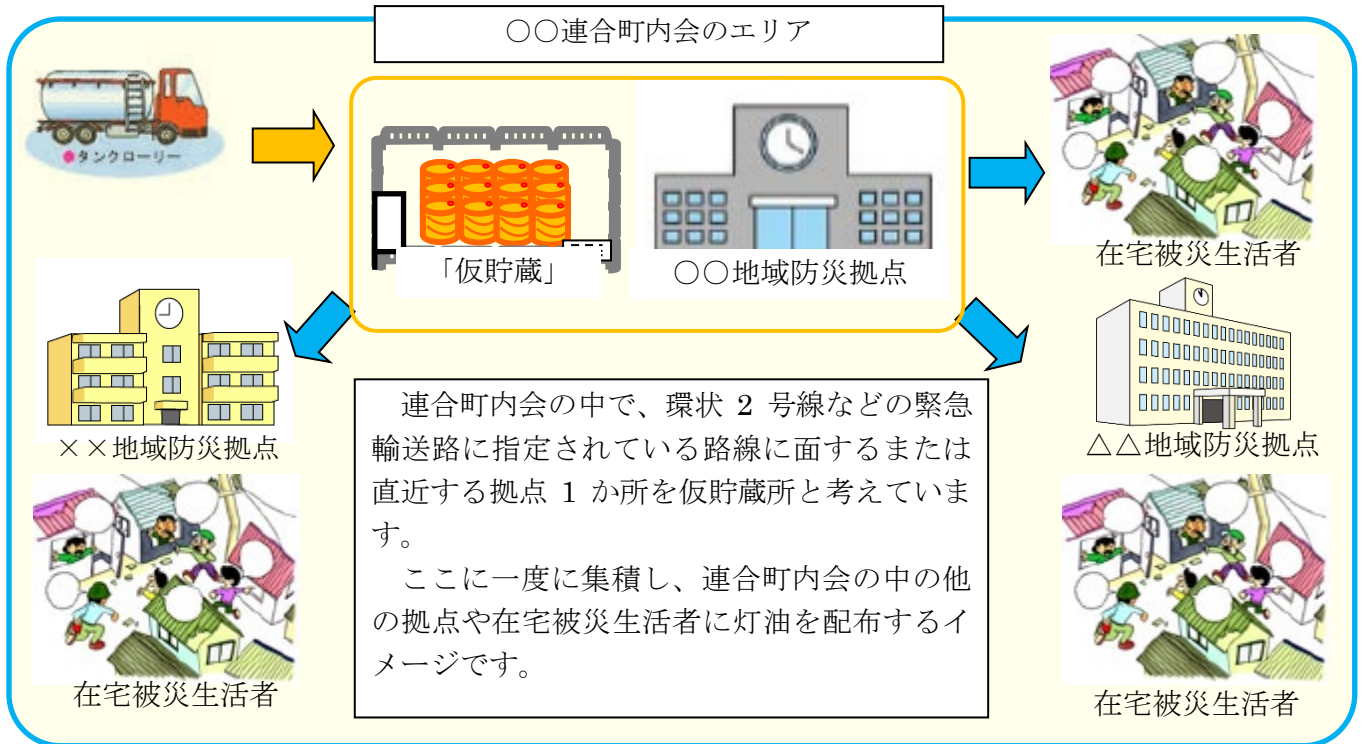 ○○連合町内会のエリア
●タンクローリー
「仮貯蔵」
○○地域防災拠点
在宅被災生活者
××地域防災拠点
△△地域防災拠点
連合町内会の中で、環状 2 号線などの緊急
輸送路に指定されている路線に面するまたは
直近する拠点 1 か所を仮貯蔵所と考えていま
す。
ここに一度に集積し、連合町内会の中の他
の拠点や在宅被災生活者に灯油を配布するイ
メージです。
在宅被災生活者
在宅被災生活者